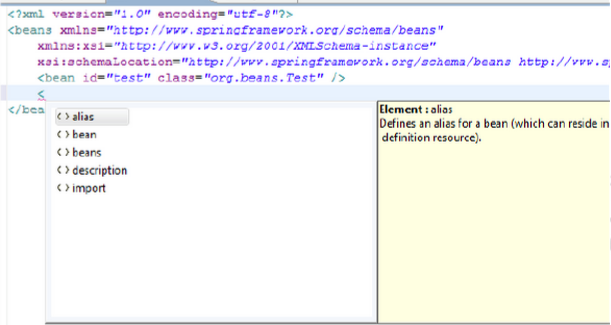 <?xml version="1.0" encoding="utf-8"?>
<beans xmlns="http://www.springframework.org/schema/beans"
xmlns:xsi="http://www.w3.org/2001/XMLSchema-instance"
xsi:schemaLocation="http://www.springframework.org/schema/beans http://www.sp
<bean id="test" class="org.beans.Test" />
<
</bea
<> alias
<> bean
<> beans
<> description
<> import
Element : alias
Defines an alias for a bean (which can reside in
definition resource).